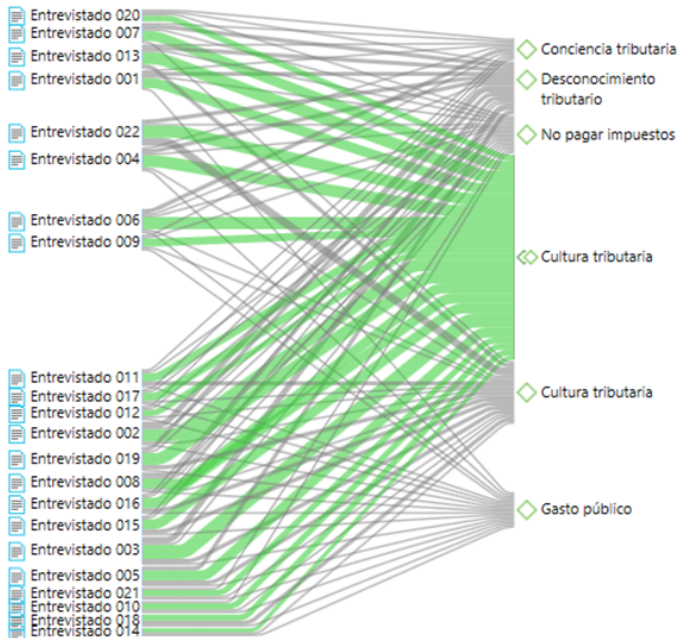 Entrevistado 020
Entrevistado 007
Entrevistado 013
Entrevistado 001
Entrevistado 022
Entrevistado 004
Entrevistado 006
Entrevistado 009
Entrevistado 011
Entrevistado 017
Entrevistado 012
Entrevistado 002
Entrevistado 019
Entrevistado 008
Entrevistado 016
Entrevistado 015
Entrevistado 003
Entrevistado 005
Entrevistado 021
Entrevistado 010
Entrevistado 018
Entrevistado 014
Conciencia tributaria
Desconocimiento
tributario
No pagar impuestos
Cultura tributaria
Cultura tributaria
Gasto público